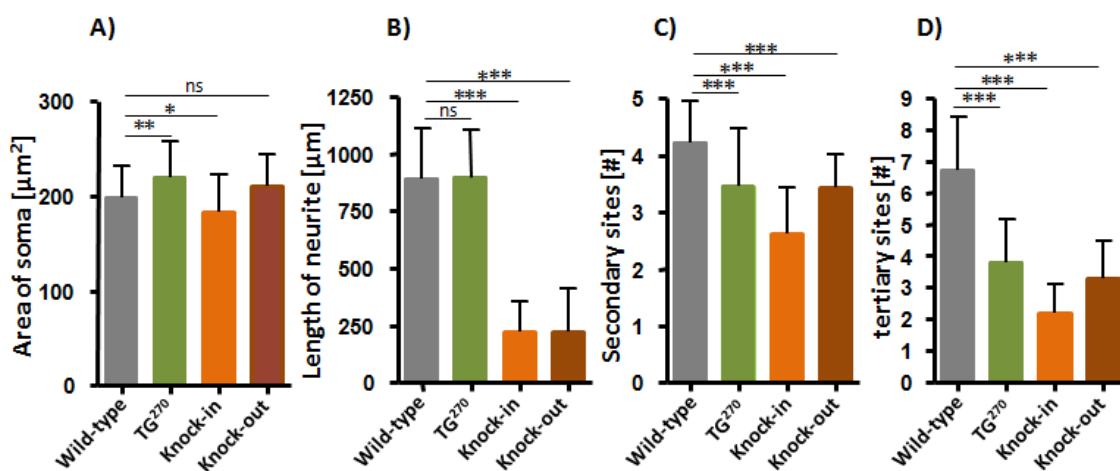 A)
ns
*
**
Area of soma [µm²]
300
200
100
0
Wild-type
TG²⁷⁰
Knock-in
Knock-out
B)
***
***
ns
Length of neurite [µm]
1250
1000
750
500
250
0
Wild-type
TG²⁷⁰
Knock-in
Knock-out
C)
***
***
***
Secondary sites [#]
5
4
3
2
1
0
Wild-type
TG²⁷⁰
Knock-in
Knock-out
D)
***
***
***
tertiary sites [#]
9
8
7
6
5
4
3
2
1
0
Wild-type
TG²⁷⁰
Knock-in
Knock-out